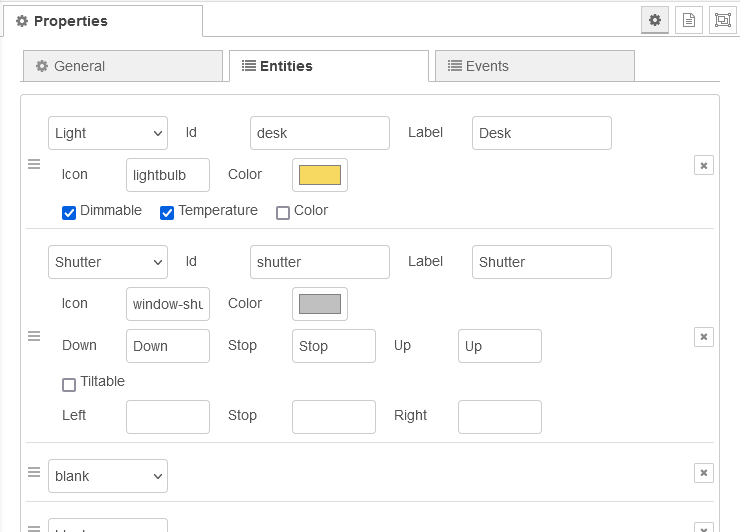 Properties
General
Entities
Events
Light
Id
desk
Label
Desk
Icon
lightbulb
Color
Dimmable
Temperature
Color
Shutter
Id
shutter
Label
Shutter
Icon
window-shu
Color
Down
Down
Stop
Stop
Up
Up
Tiltable
Left
Stop
Right
blank